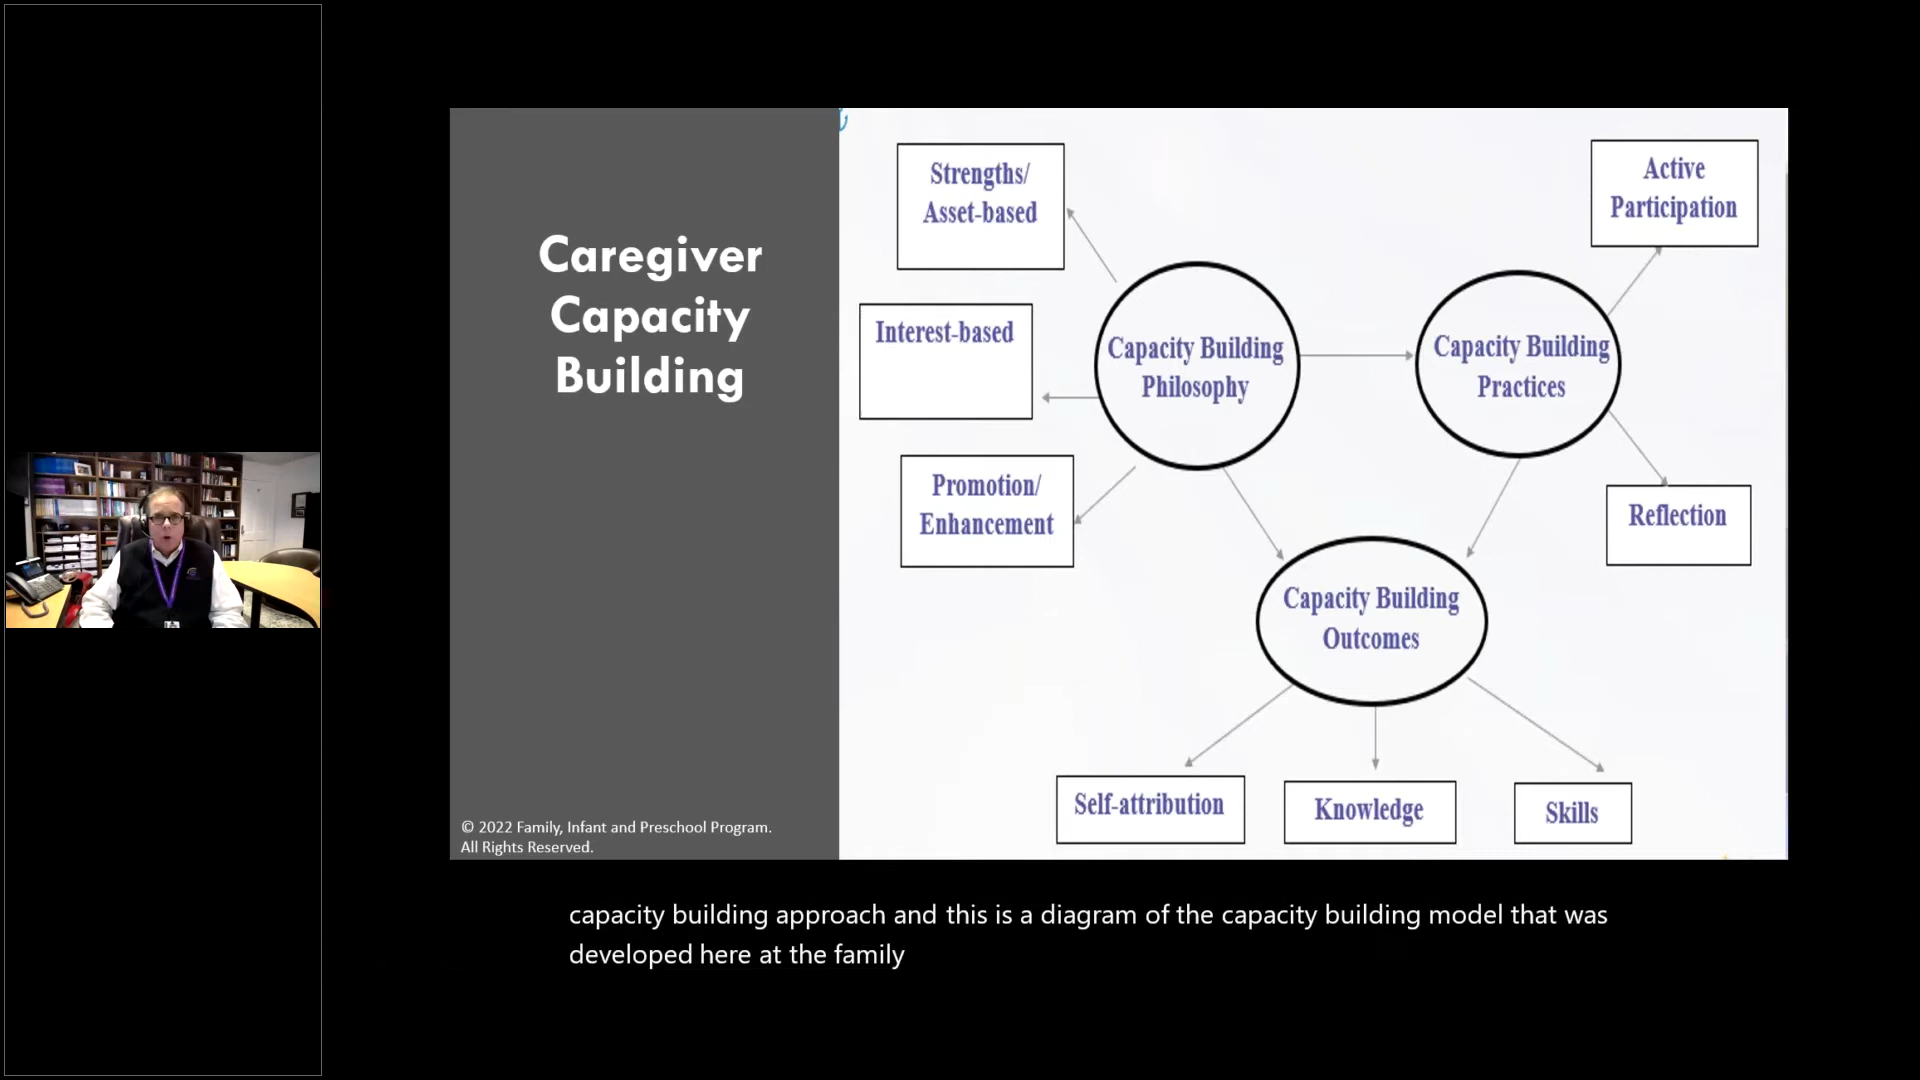 Caregiver
Capacity
Building
© 2022 Family, Infant and Preschool Program.
All Rights Reserved.
Strengths/
Asset-based
Interest-based
Promotion/
Enhancement
Capacity Building
Philosophy
Capacity Building
Practices
Active
Participation
Reflection
Capacity Building
Outcomes
Self-attribution
Knowledge
Skills
capacity building approach and this is a diagram of the capacity building model that was
developed here at the family